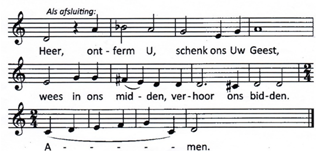 Als afsluiting:
Heer, ont-ferm U, schenk ons Uw Geest,
wees in ons mid-den, ver-hoor ons bid-den.
A - - - - - men.